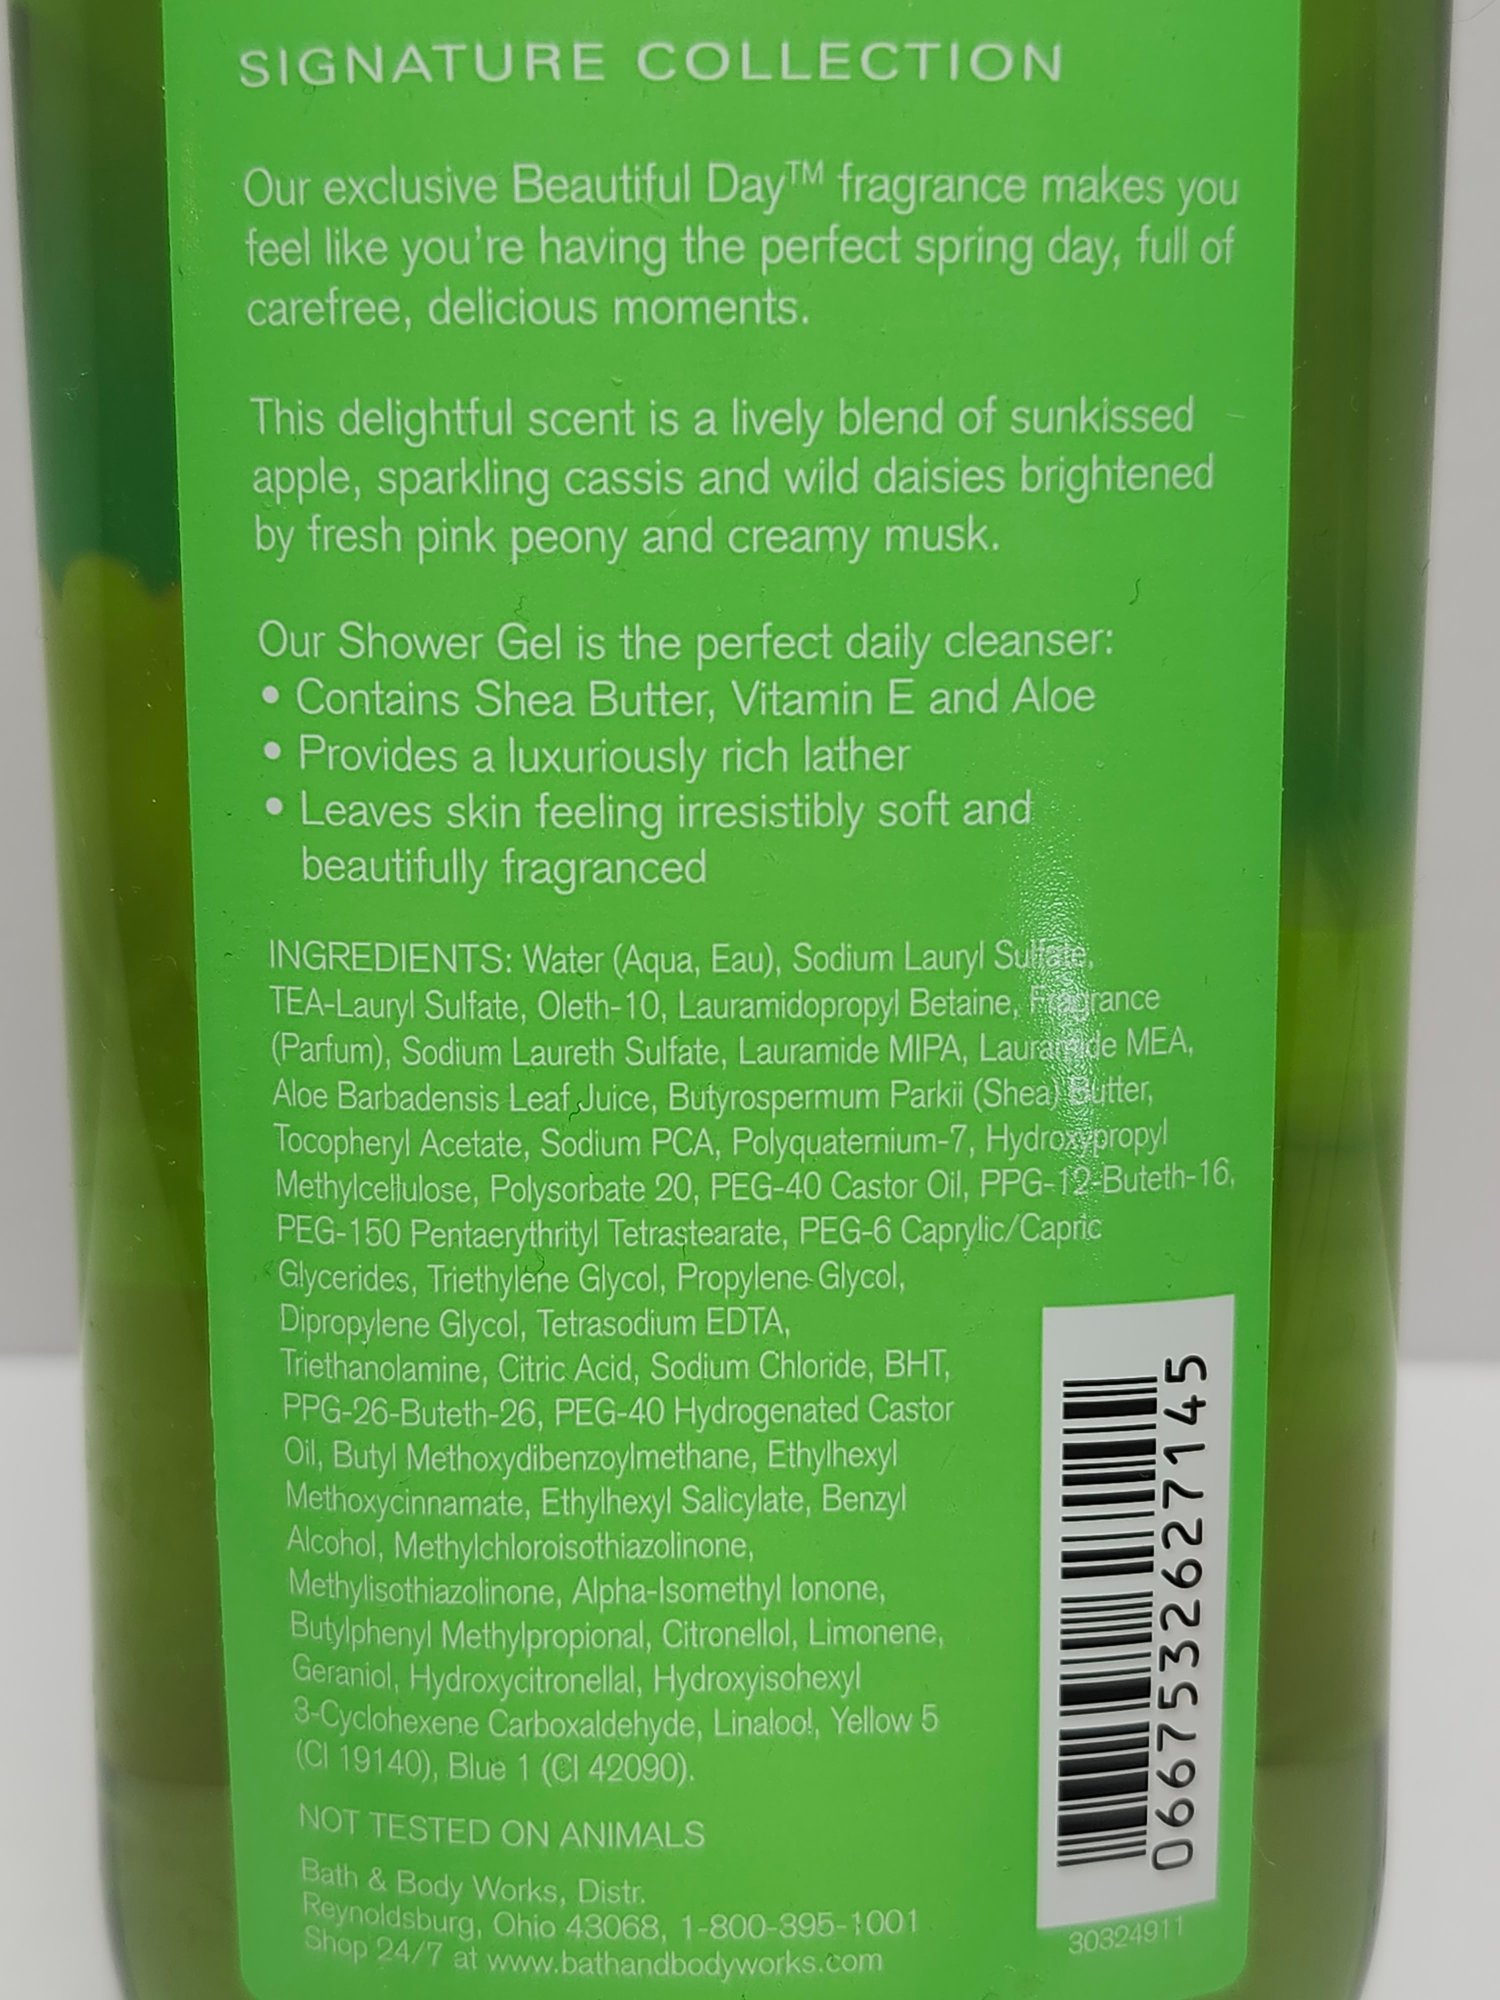 SIGNATURE COLLECTION
Our exclusive Beautiful Day™ fragrance makes you
feel like you're having the perfect spring day, full of
carefree, delicious moments.
This delightful scent is a lively blend of sunkissed
apple, sparkling cassis and wild daisies brightened
by fresh pink peony and creamy musk.
Our Shower Gel is the perfect daily cleanser:
• Contains Shea Butter, Vitamin E and Aloe
• Provides a luxuriously rich lather
• Leaves skin feeling irresistibly soft and
beautifully fragranced
INGREDIENTS: Water (Aqua, Eau), Sodium Lauryl Sulfate,
TEA-Lauryl Sulfate, Oleth-10, Lauramidopropyl Betaine, Fragrance
(Parfum), Sodium Laureth Sulfate, Lauramide MIPA, Lauramide MEA,
Aloe Barbadensis Leaf Juice, Butyrospermum Parkii (Shea) Butter,
Tocopheryl Acetate, Sodium PCA, Polyquaternium-7, Hydroxypropyl
Methylcellulose, Polysorbate 20, PEG-40 Castor Oil, PPG-12-Buteth-16,
PEG-150 Pentaerythrityl Tetrastearate, PEG-6 Caprylic/Capric
Glycerides, Triethylene Glycol, Propylene Glycol,
Dipropylene Glycol, Tetrasodium EDTA,
Triethanolamine, Citric Acid, Sodium Chloride, BHT,
PPG-26-Buteth-26, PEG-40 Hydrogenated Castor
Oil, Butyl Methoxydibenzoylmethane, Ethylhexyl
Methoxycinnamate, Ethylhexyl Salicylate, Benzyl
Alcohol, Methylchloroisothiazolinone,
Methylisothiazolinone, Alpha-Isomethyl Ionone,
Butylphenyl Methylpropional, Citronellol, Limonene,
Geraniol, Hydroxycitronellal, Hydroxyisohexyl
3-Cyclohexene Carboxaldehyde, Linalool, Yellow 5
(CI 19140), Blue 1 (CI 42090).
NOT TESTED ON ANIMALS
Bath & Body Works, Distr.
Reynoldsburg, Ohio 43068, 1-800-395-1001
Shop 24/7 at www.bathandbodyworks.com
0667532627145
30324911